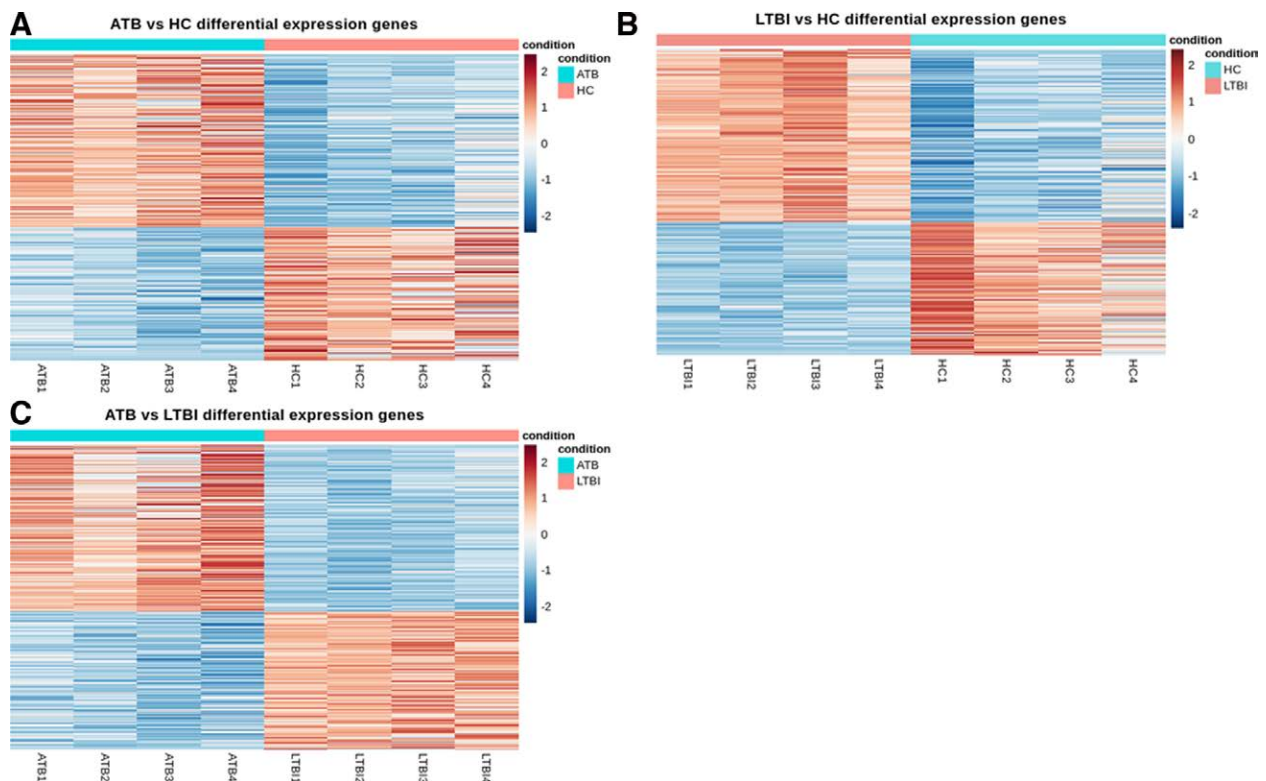 A
ATB vs HC differential expression genes
condition
condition
ATB
HC
2
1
0
-1
-2
ATB1
ATB2
ATB3
ATB4
HC1
HC2
HC3
HC4
B
LTBI vs HC differential expression genes
condition
condition
HC
LTBI
2
1
0
-1
-2
LTBI1
LTBI2
LTBI3
LTBI4
HC1
HC2
HC3
HC4
C
ATB vs LTBI differential expression genes
condition
condition
ATB
LTBI
2
1
0
-1
-2
ATB1
ATB2
ATB3
ATB4
LTBI1
LTBI2
LTBI3
LTBI4